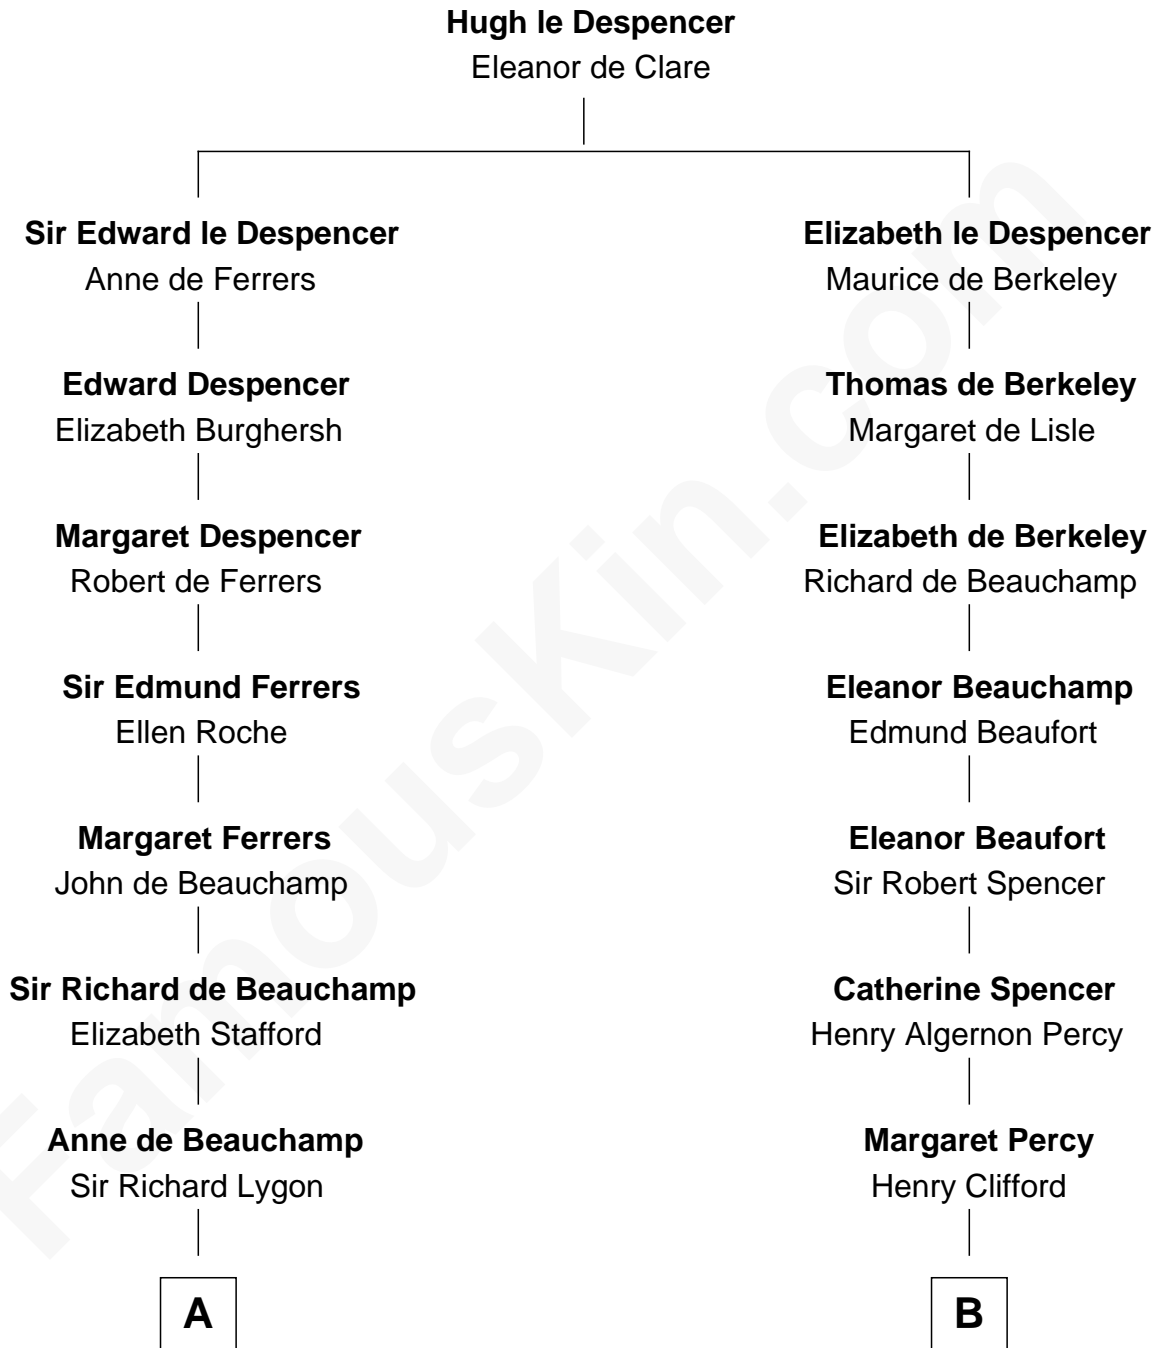 Hugh le Despencer
Eleanor de Clare
Sir Edward le Despencer
Anne de Ferrers
Elizabeth le Despencer
Maurice de Berkeley
Edward Despencer
Elizabeth Burghersh
Thomas de Berkeley
Margaret de Lisle
Margaret Despencer
Robert de Ferrers
Elizabeth de Berkeley
Richard de Beauchamp
Sir Edmund Ferrers
Ellen Roche
Eleanor Beauchamp
Edmund Beaufort
Margaret Ferrers
John de Beauchamp
Eleanor Beaufort
Sir Robert Spencer
Sir Richard de Beauchamp
Elizabeth Stafford
Catherine Spencer
Henry Algernon Percy
Anne de Beauchamp
Sir Richard Lygon
Margaret Percy
Henry Clifford
A
B
FamousKin.com